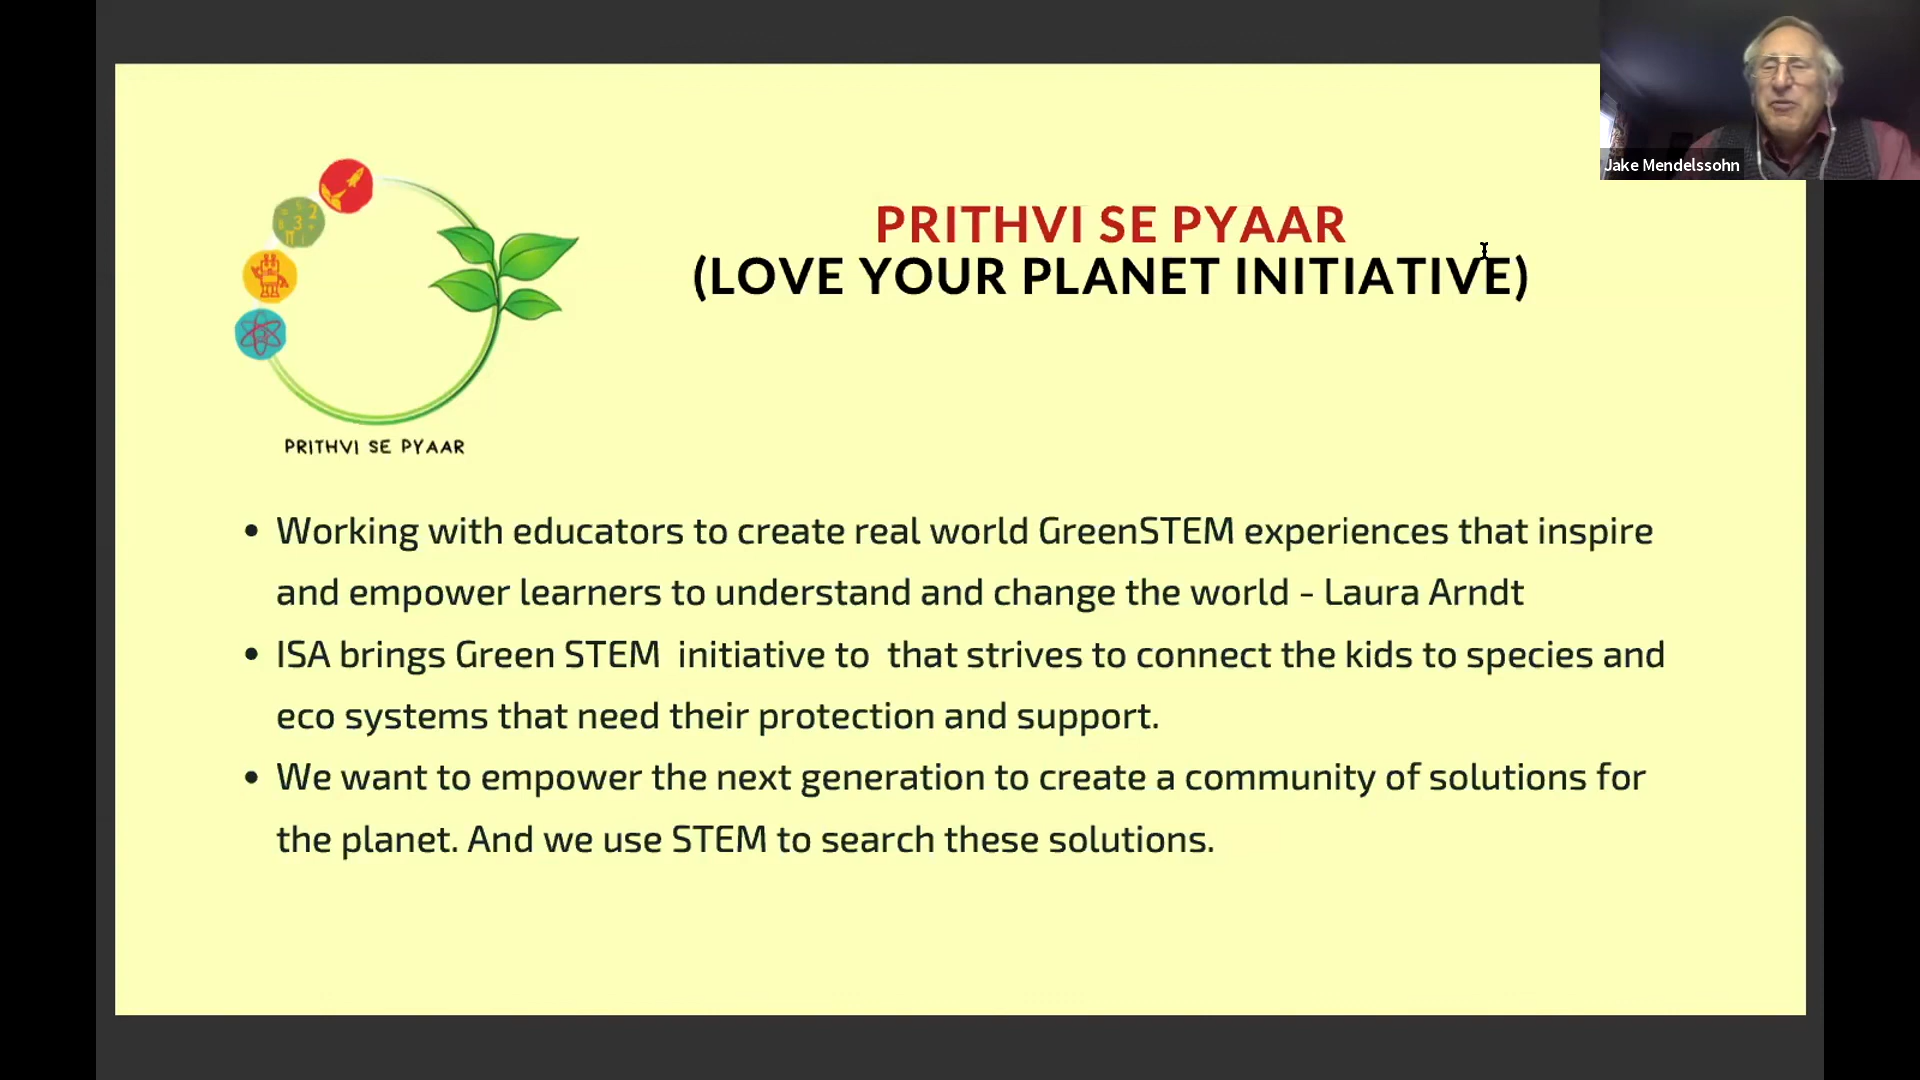 Jake Mendelssohn
PRITHVI SE PYAAR
(LOVE YOUR PLANET INITIATIVE)
PRITHVI SE PYAAR
• Working with educators to create real world GreenSTEM experiences that inspire
and empower learners to understand and change the world - Laura Arndt
• ISA brings Green STEM  initiative to  that strives to connect the kids to species and
eco systems that need their protection and support.
• We want to empower the next generation to create a community of solutions for
the planet. And we use STEM to search these solutions.